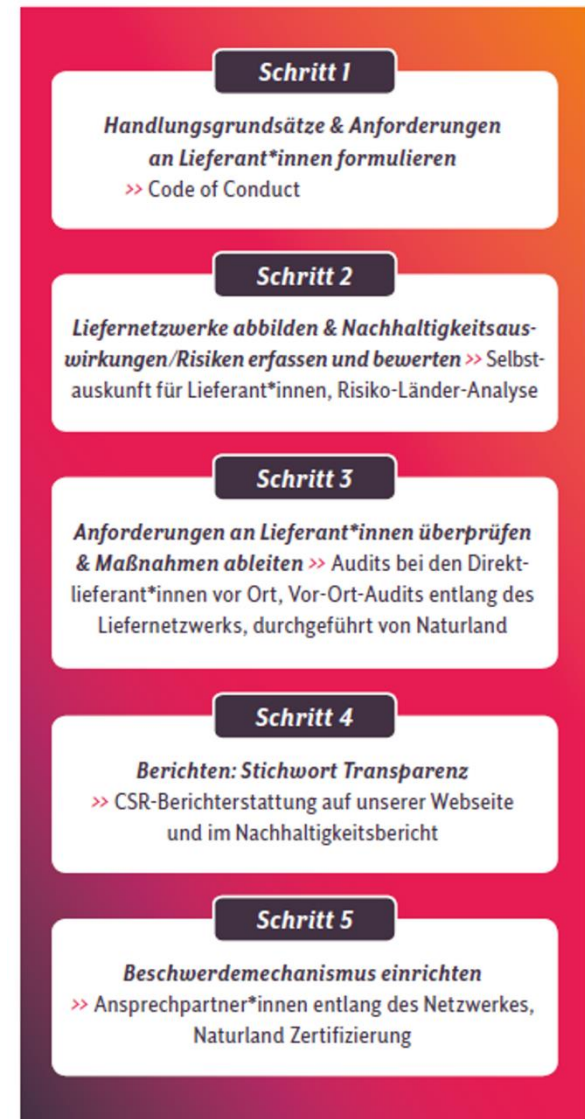 Schritt 1
Handlungsgrundsätze & Anforderungen
an Lieferant*innen formulieren
>> Code of Conduct
Schritt 2
Liefernetzwerke abbilden & Nachhaltigkeitsaus-
wirkungen/Risiken erfassen und bewerten >> Selbst-
auskunft für Lieferant*innen, Risiko-Länder-Analyse
Schritt 3
Anforderungen an Lieferant*innen überprüfen
& Maßnahmen ableiten >> Audits bei den Direkt-
lieferant*innen vor Ort, Vor-Ort-Audits entlang des
Liefernetzwerks, durchgeführt von Naturland
Schritt 4
Berichten: Stichwort Transparenz
>> CSR-Berichterstattung auf unserer Webseite
und im Nachhaltigkeitsbericht
Schritt 5
Beschwerdemechanismus einrichten
>> Ansprechpartner*innen entlang des Netzwerkes,
Naturland Zertifizierung